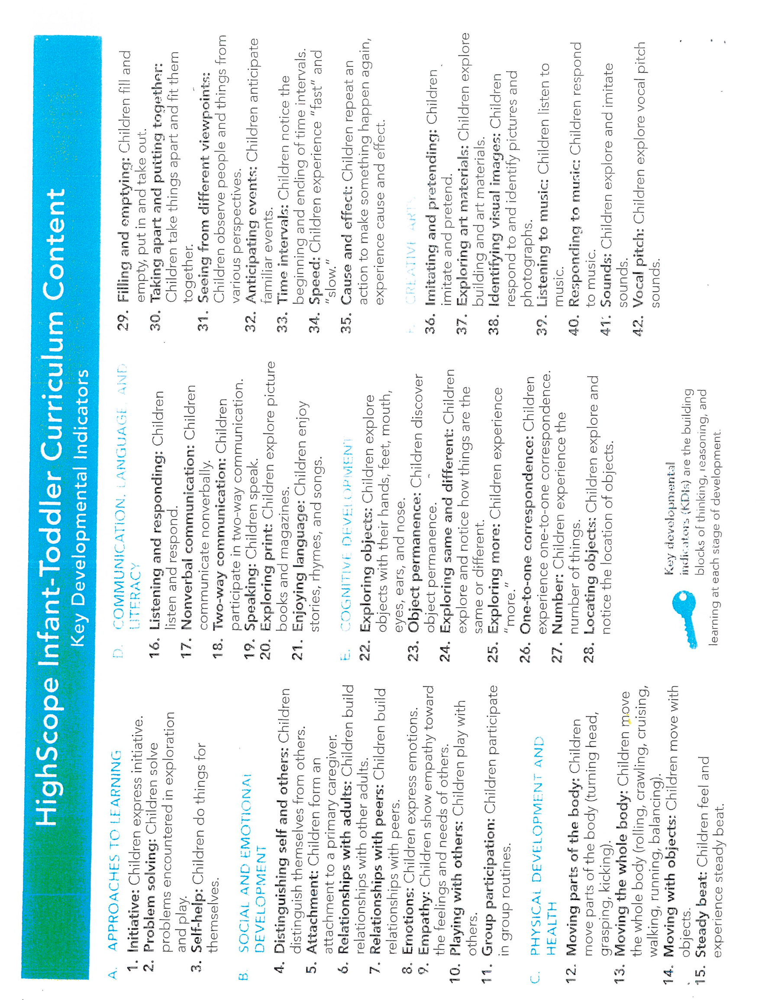 HighScope Infant-Toddler Curriculum Content
Key Developmental Indicators
A. APPROACHES TO LEARNING
1. Initiative: Children express initiative.
2. Problem solving: Children solve
problems encountered in exploration
and play.
3. Self-help: Children do things for
themselves.
B. SOCIAL AND EMOTIONAL
DEVELOPMENT
4. Distinguishing self and others: Children
distinguish themselves from others.
5. Attachment: Children form an
attachment to a primary caregiver.
6. Relationships with adults: Children build
relationships with other adults.
7. Relationships with peers: Children build
relationships with peers.
8. Emotions: Children express emotions.
9. Empathy: Children show empathy toward
the feelings and needs of others.
10. Playing with others: Children play with
others.
11. Group participation: Children participate
in group routines.
C. PHYSICAL DEVELOPMENT AND
HEALTH
12. Moving parts of the body: Children
move parts of the body (turning head,
grasping, kicking).
13. Moving the whole body: Children move
the whole body (rolling, crawling, cruising,
walking, running, balancing).
14. Moving with objects: Children move with
objects.
15. Steady beat: Children feel and
experience steady beat.
D. COMMUNICATION, LANGUAGE, AND
LITERACY
16. Listening and responding: Children
listen and respond.
17. Nonverbal communication: Children
communicate nonverbally.
18. Two-way communication: Children
participate in two-way communication.
19. Speaking: Children speak.
20. Exploring print: Children explore picture
books and magazines.
21. Enjoying language: Children enjoy
stories, rhymes, and songs.
E. COGNITIVE DEVELOPMENT
22. Exploring objects: Children explore
objects with their hands, feet, mouth,
eyes, ears, and nose.
23. Object permanence: Children discover
object permanence.
24. Exploring same and different: Children
explore and notice how things are the
same or different.
25. Exploring more: Children experience
"more."
26. One-to-one correspondence: Children
experience one-to-one correspondence.
27. Number: Children experience the
number of things.
28. Locating objects: Children explore and
notice the location of objects.
Key developmental
indicators (KDIs) are the building
blocks of thinking, reasoning, and
learning at each stage of development.
29. Filling and emptying: Children fill and
empty, put in and take out.
30. Taking apart and putting together:
Children take things apart and fit them
together.
31. Seeing from different viewpoints:
Children observe people and things from
various perspectives.
32. Anticipating events: Children anticipate
familiar events.
33. Time intervals: Children notice the
beginning and ending of time intervals.
34. Speed: Children experience "fast" and
"slow."
35. Cause and effect: Children repeat an
action to make something happen again,
experience cause and effect.
F. CREATIVE ARTS
36. Imitating and pretending: Children
imitate and pretend.
37. Exploring art materials: Children explore
building and art materials.
38. Identifying visual images: Children
respond to and identify pictures and
photographs.
39. Listening to music: Children listen to
music.
40. Responding to music: Children respond
to music.
41. Sounds: Children explore and imitate
sounds.
42. Vocal pitch: Children explore vocal pitch
sounds.